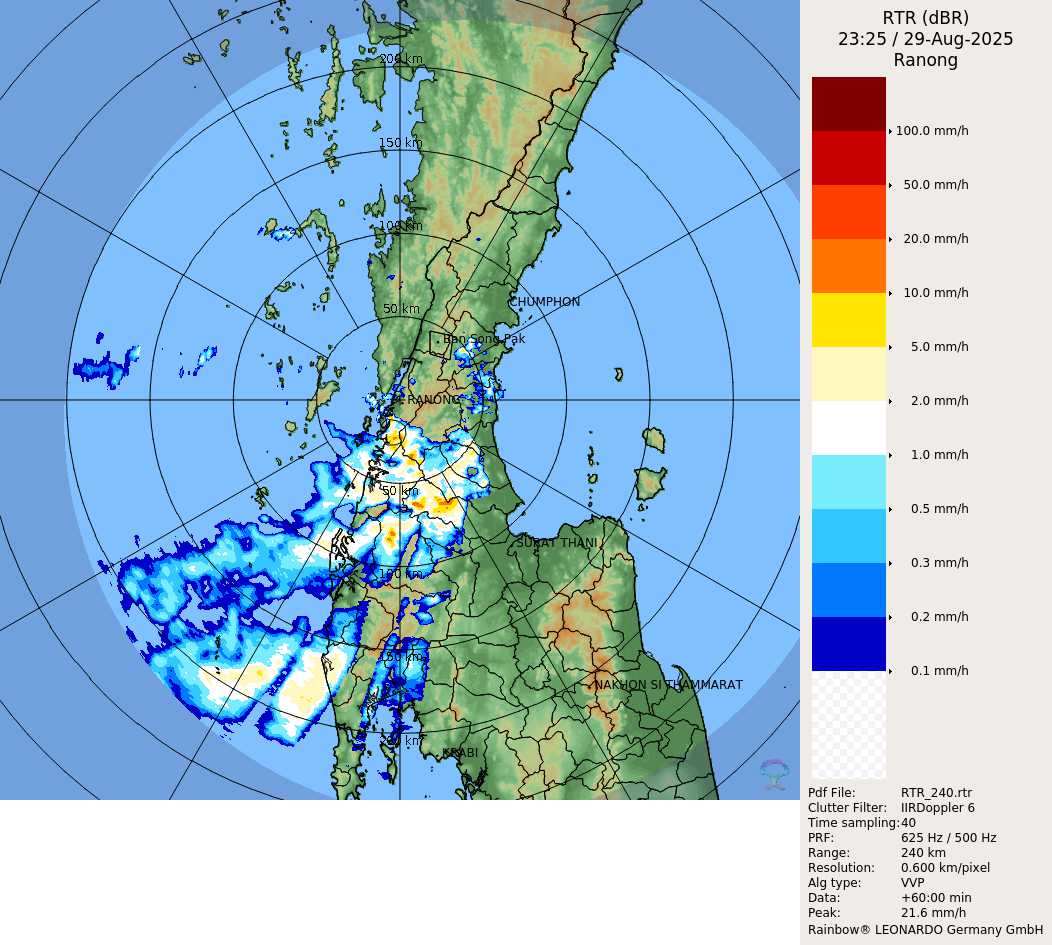 RTR (dBR)
23:25 / 29-Aug-2025
Ranong
200 km
150 km
100 km
50 km
CHUMPHON
Ban Song Pak
RANONG
50 km
SURAT THANI
100 km
150 km
NAKHON SI THAMMARAT
200 km
KRABI
100.0 mm/h
50.0 mm/h
20.0 mm/h
10.0 mm/h
5.0 mm/h
2.0 mm/h
1.0 mm/h
0.5 mm/h
0.3 mm/h
0.2 mm/h
0.1 mm/h
Pdf File: RTR_240.rtr
Clutter Filter: IIRDoppler 6
Time sampling:40
PRF: 625 Hz / 500 Hz
Range: 240 km
Resolution: 0.600 km/pixel
Alg type: VVP
Data: +60:00 min
Peak: 21.6 mm/h
Rainbow® LEONARDO Germany GmbH